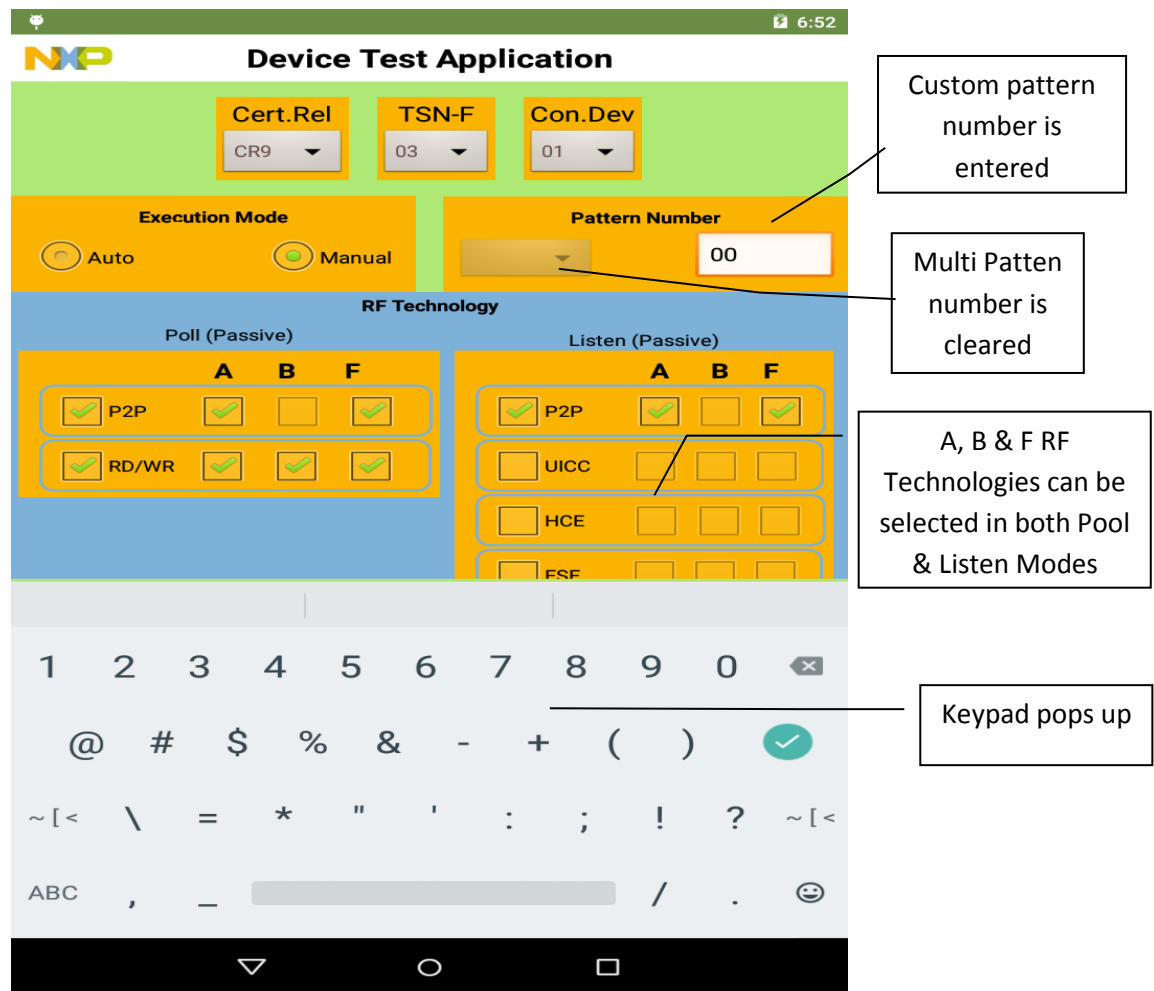 6:52
NXP
Device Test Application
Cert.Rel
TSN-F
Con.Dev
CR9
03
01
Execution Mode
Auto
Manual
Pattern Number
00
RF Technology
Poll (Passive)
A B F
P2P
RD/WR
Listen (Passive)
A B F
P2P
UICC
HCE
ESE
1 2 3 4 5 6 7 8 9 0
@ # $ % & - + ( )
~ [ < \ = * " ' : ; ! ? ~ [ <
ABC , _ / .
Custom pattern
number is
entered
Multi Patten
number is
cleared
A, B & F RF
Technologies can be
selected in both Pool
& Listen Modes
Keypad pops up